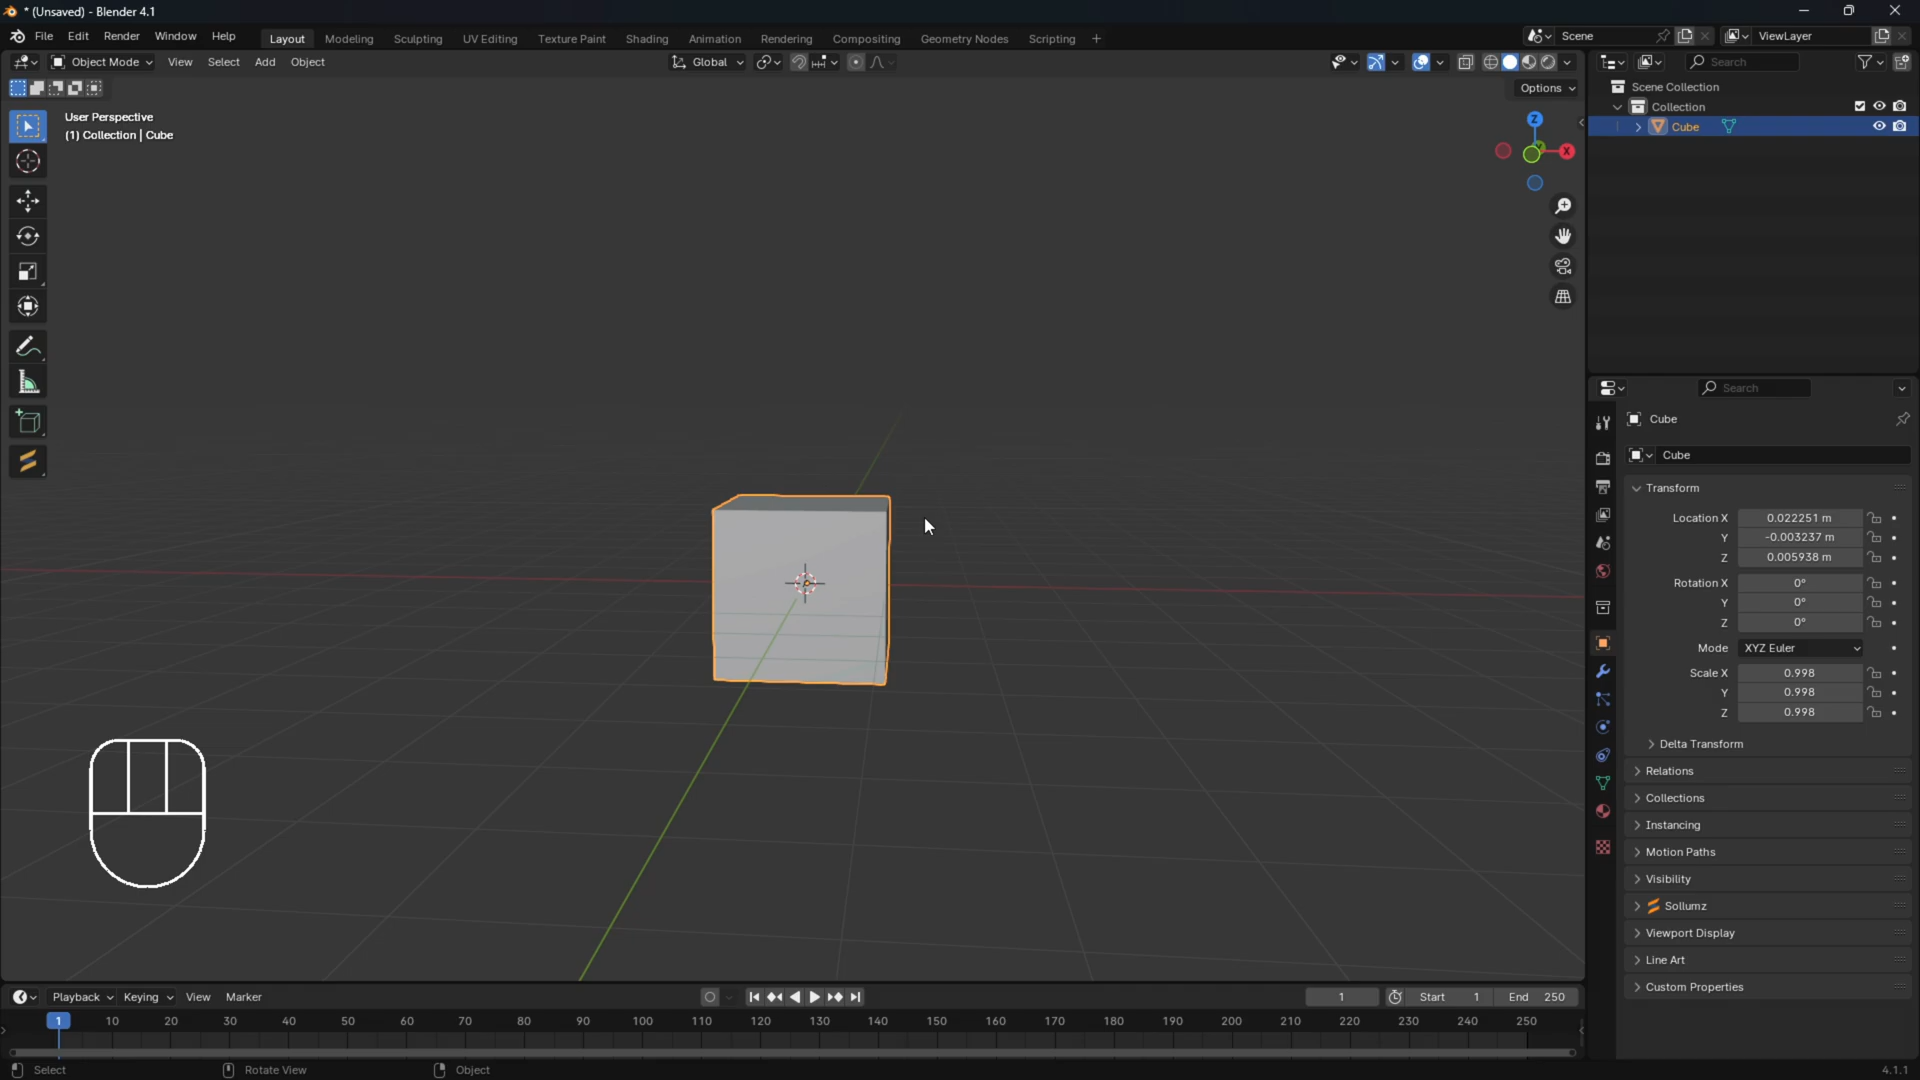 * (Unsaved) - Blender 4.1
File Edit Render Window Help Layout Modeling Sculpting UV Editing Texture Paint Shading Animation Rendering Compositing Geometry Nodes Scripting + Scene ViewLayer
Object Mode View Select Add Object Global Search
Options
User Perspective
(1) Collection | Cube
Z
X
Scene Collection
Collection
Cube
Search
Cube
Cube
Transform
Location X 0.022251 m
Y -0.003237 m
Z 0.005938 m
Rotation X 0°
Y 0°
Z 0°
Mode XYZ Euler
Scale X 0.998
Y 0.998
Z 0.998
Delta Transform
Relations
Collections
Instancing
Motion Paths
Visibility
Sollumz
Viewport Display
Line Art
Custom Properties
Playback Keying View Marker 1 Start 1 End 250
1 10 20 30 40 50 60 70 80 90 100 110 120 130 140 150 160 170 180 190 200 210 220 230 240 250
Select Rotate View Object 4.1.1